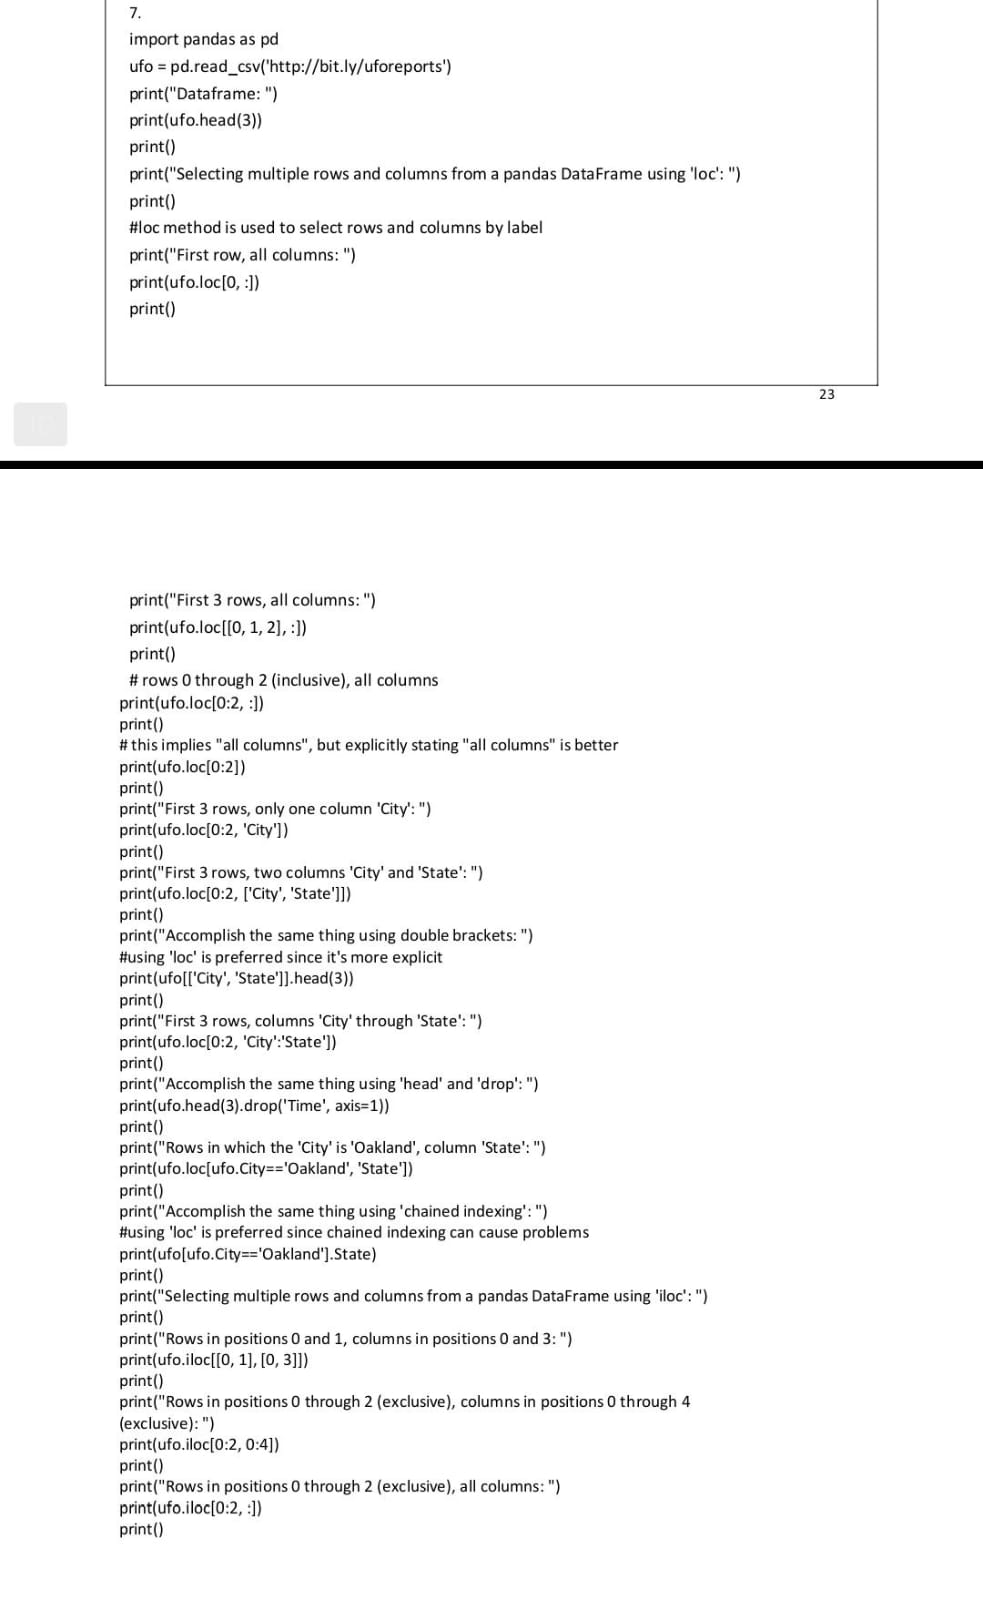 7.
import pandas as pd
ufo = pd.read_csv('http://bit.ly/uforeports')
print("Dataframe: ")
print(ufo.head(3))
print()
print("Selecting multiple rows and columns from a pandas DataFrame using 'loc': ")
print()
#loc method is used to select rows and columns by label
print("First row, all columns: ")
print(ufo.loc[0, :])
print()
23
print("First 3 rows, all columns: ")
print(ufo.loc[[0, 1, 2], :])
print()
# rows 0 through 2 (inclusive), all columns
print(ufo.loc[0:2, :])
print()
# this implies "all columns", but explicitly stating "all columns" is better
print(ufo.loc[0:2])
print()
print("First 3 rows, only one column 'City': ")
print(ufo.loc[0:2, 'City'])
print()
print("First 3 rows, two columns 'City' and 'State': ")
print(ufo.loc[0:2, ['City', 'State']])
print()
print("Accomplish the same thing using double brackets: ")
#using 'loc' is preferred since it's more explicit
print(ufo[['City', 'State']].head(3))
print()
print("First 3 rows, columns 'City' through 'State': ")
print(ufo.loc[0:2, 'City':'State'])
print()
print("Accomplish the same thing using 'head' and 'drop': ")
print(ufo.head(3).drop('Time', axis=1))
print()
print("Rows in which the 'City' is 'Oakland', column 'State': ")
print(ufo.loc[ufo.City=='Oakland', 'State'])
print()
print("Accomplish the same thing using 'chained indexing': ")
#using 'loc' is preferred since chained indexing can cause problems
print(ufo[ufo.City=='Oakland'].State)
print()
print("Selecting multiple rows and columns from a pandas DataFrame using 'iloc': ")
print()
print("Rows in positions 0 and 1, columns in positions 0 and 3: ")
print(ufo.iloc[[0, 1], [0, 3]])
print()
print("Rows in positions 0 through 2 (exclusive), columns in positions 0 through 4
(exclusive): ")
print(ufo.iloc[0:2, 0:4])
print()
print("Rows in positions 0 through 2 (exclusive), all columns: ")
print(ufo.iloc[0:2, :])
print()